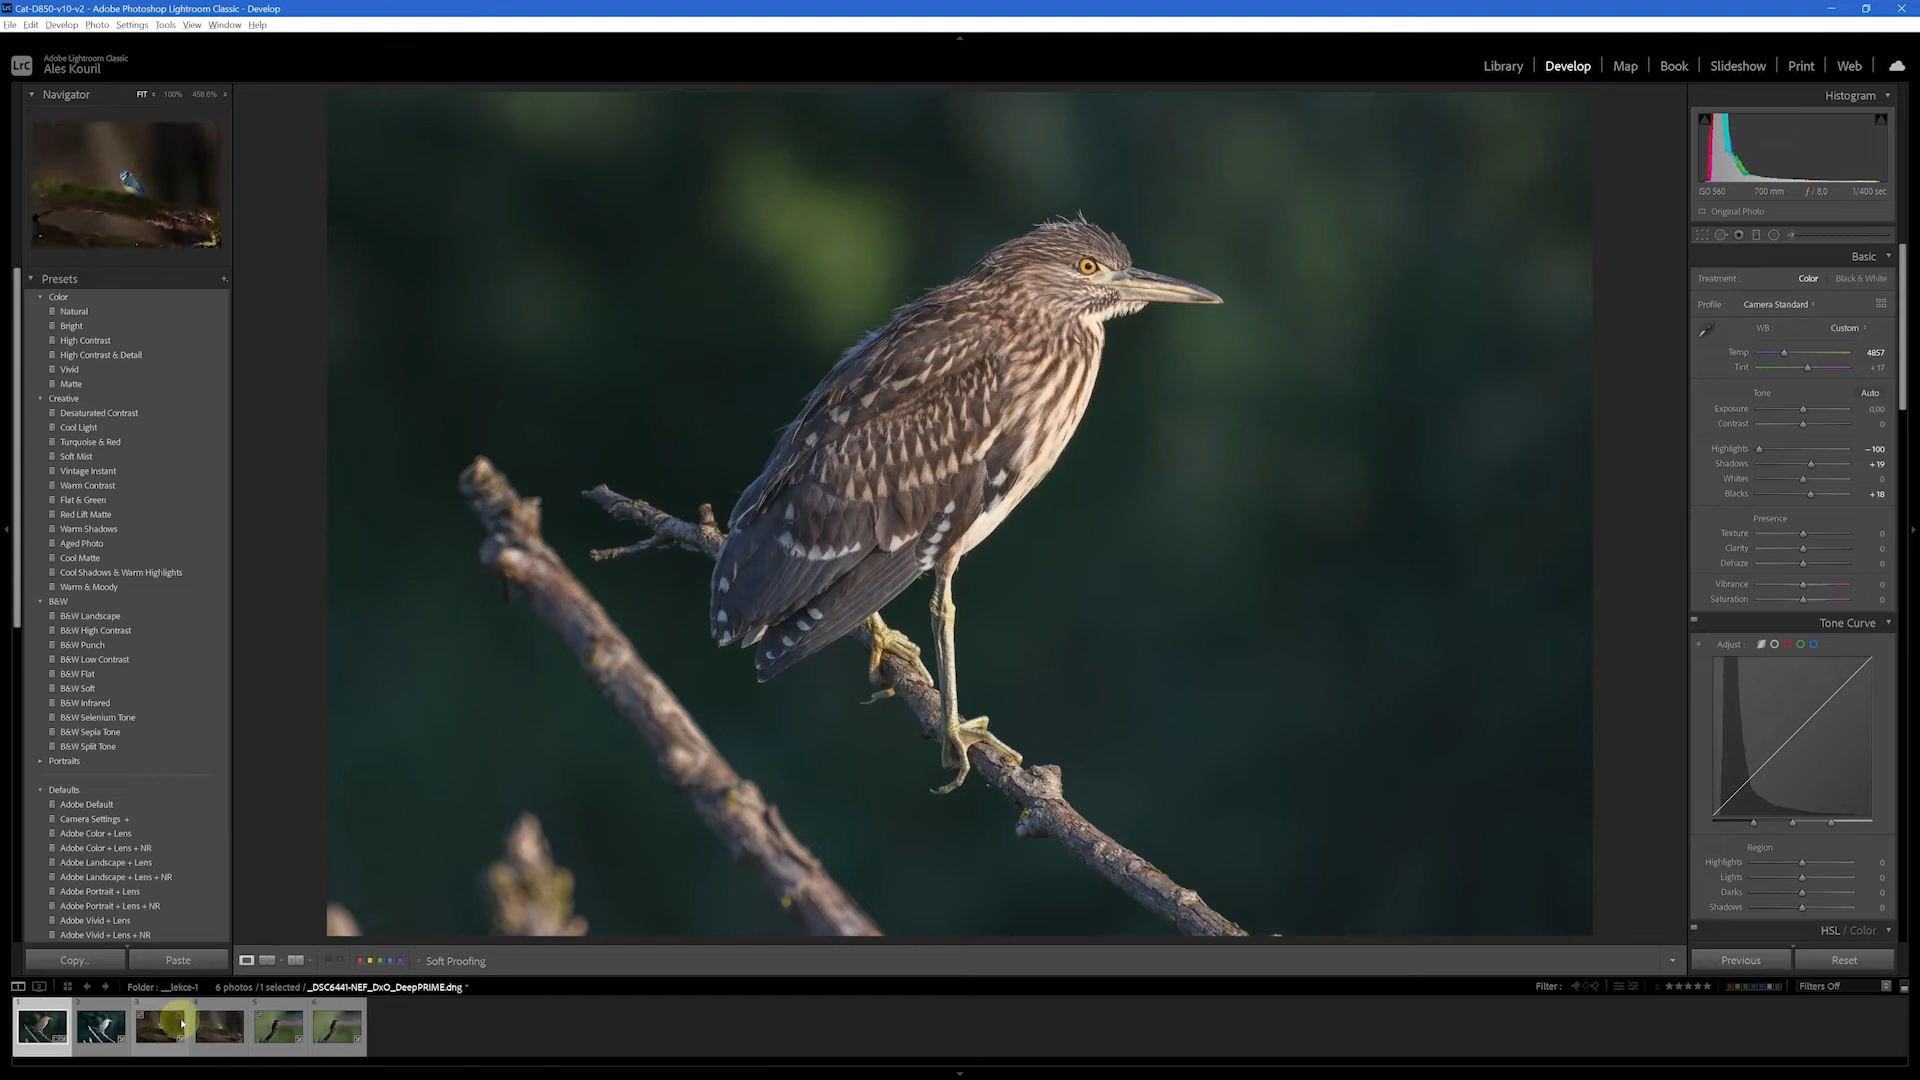 Cat-D850-v10-v2 - Adobe Photoshop Lightroom Classic - Develop
File Edit Develop Photo Settings Tools View Window Help
LrC
Adobe Lightroom Classic
Ales Kouril
Library | Develop | Map | Book | Slideshow | Print | Web
Navigator FIT 100% 458.6%
Presets +
Color
Natural
Bright
High Contrast
High Contrast & Detail
Vivid
Matte
Creative
Desaturated Contrast
Cool Light
Turquoise & Red
Soft Mist
Vintage Instant
Warm Contrast
Flat & Green
Red Lift Matte
Warm Shadows
Aged Photo
Cool Matte
Cool Shadows & Warm Highlights
Warm & Moody
B&W
B&W Landscape
B&W High Contrast
B&W Punch
B&W Low Contrast
B&W Flat
B&W Soft
B&W Infrared
B&W Selenium Tone
B&W Sepia Tone
B&W Split Tone
Portraits
Defaults
Adobe Default
Camera Settings +
Adobe Color + Lens
Adobe Color + Lens + NR
Adobe Landscape + Lens
Adobe Landscape + Lens + NR
Adobe Portrait + Lens
Adobe Portrait + Lens + NR
Adobe Vivid + Lens
Adobe Vivid + Lens + NR
Copy... Paste
Histogram
ISO 560 700 mm ƒ / 8,0 1/400 sec
Original Photo
Basic
Treatment : Color Black & White
Profile : Camera Standard
WB : Custom
Temp 4857
Tint + 17
Tone Auto
Exposure 0,00
Contrast 0
Highlights − 100
Shadows + 19
Whites 0
Blacks + 18
Presence
Texture 0
Clarity 0
Dehaze 0
Vibrance 0
Saturation 0
Tone Curve
Adjust :
Region
Highlights 0
Lights 0
Darks 0
Shadows 0
HSL / Color
Previous Reset
Soft Proofing
Folder : __lekce-1 6 photos / 1 selected / _DSC6441-NEF_DxO_DeepPRIME.dng
Filter : Filters Off
1 2 3 4 5 6